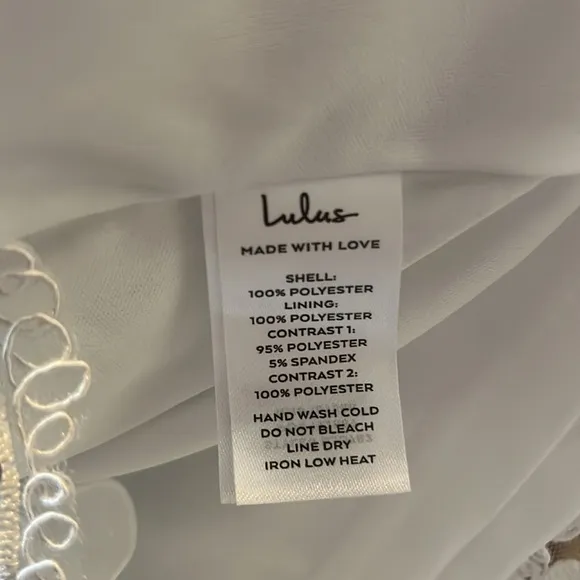 Lulus
MADE WITH LOVE
SHELL:
100% POLYESTER
LINING:
100% POLYESTER
CONTRAST 1:
95% POLYESTER
5% SPANDEX
CONTRAST 2:
100% POLYESTER
HAND WASH COLD
DO NOT BLEACH
LINE DRY
IRON LOW HEAT